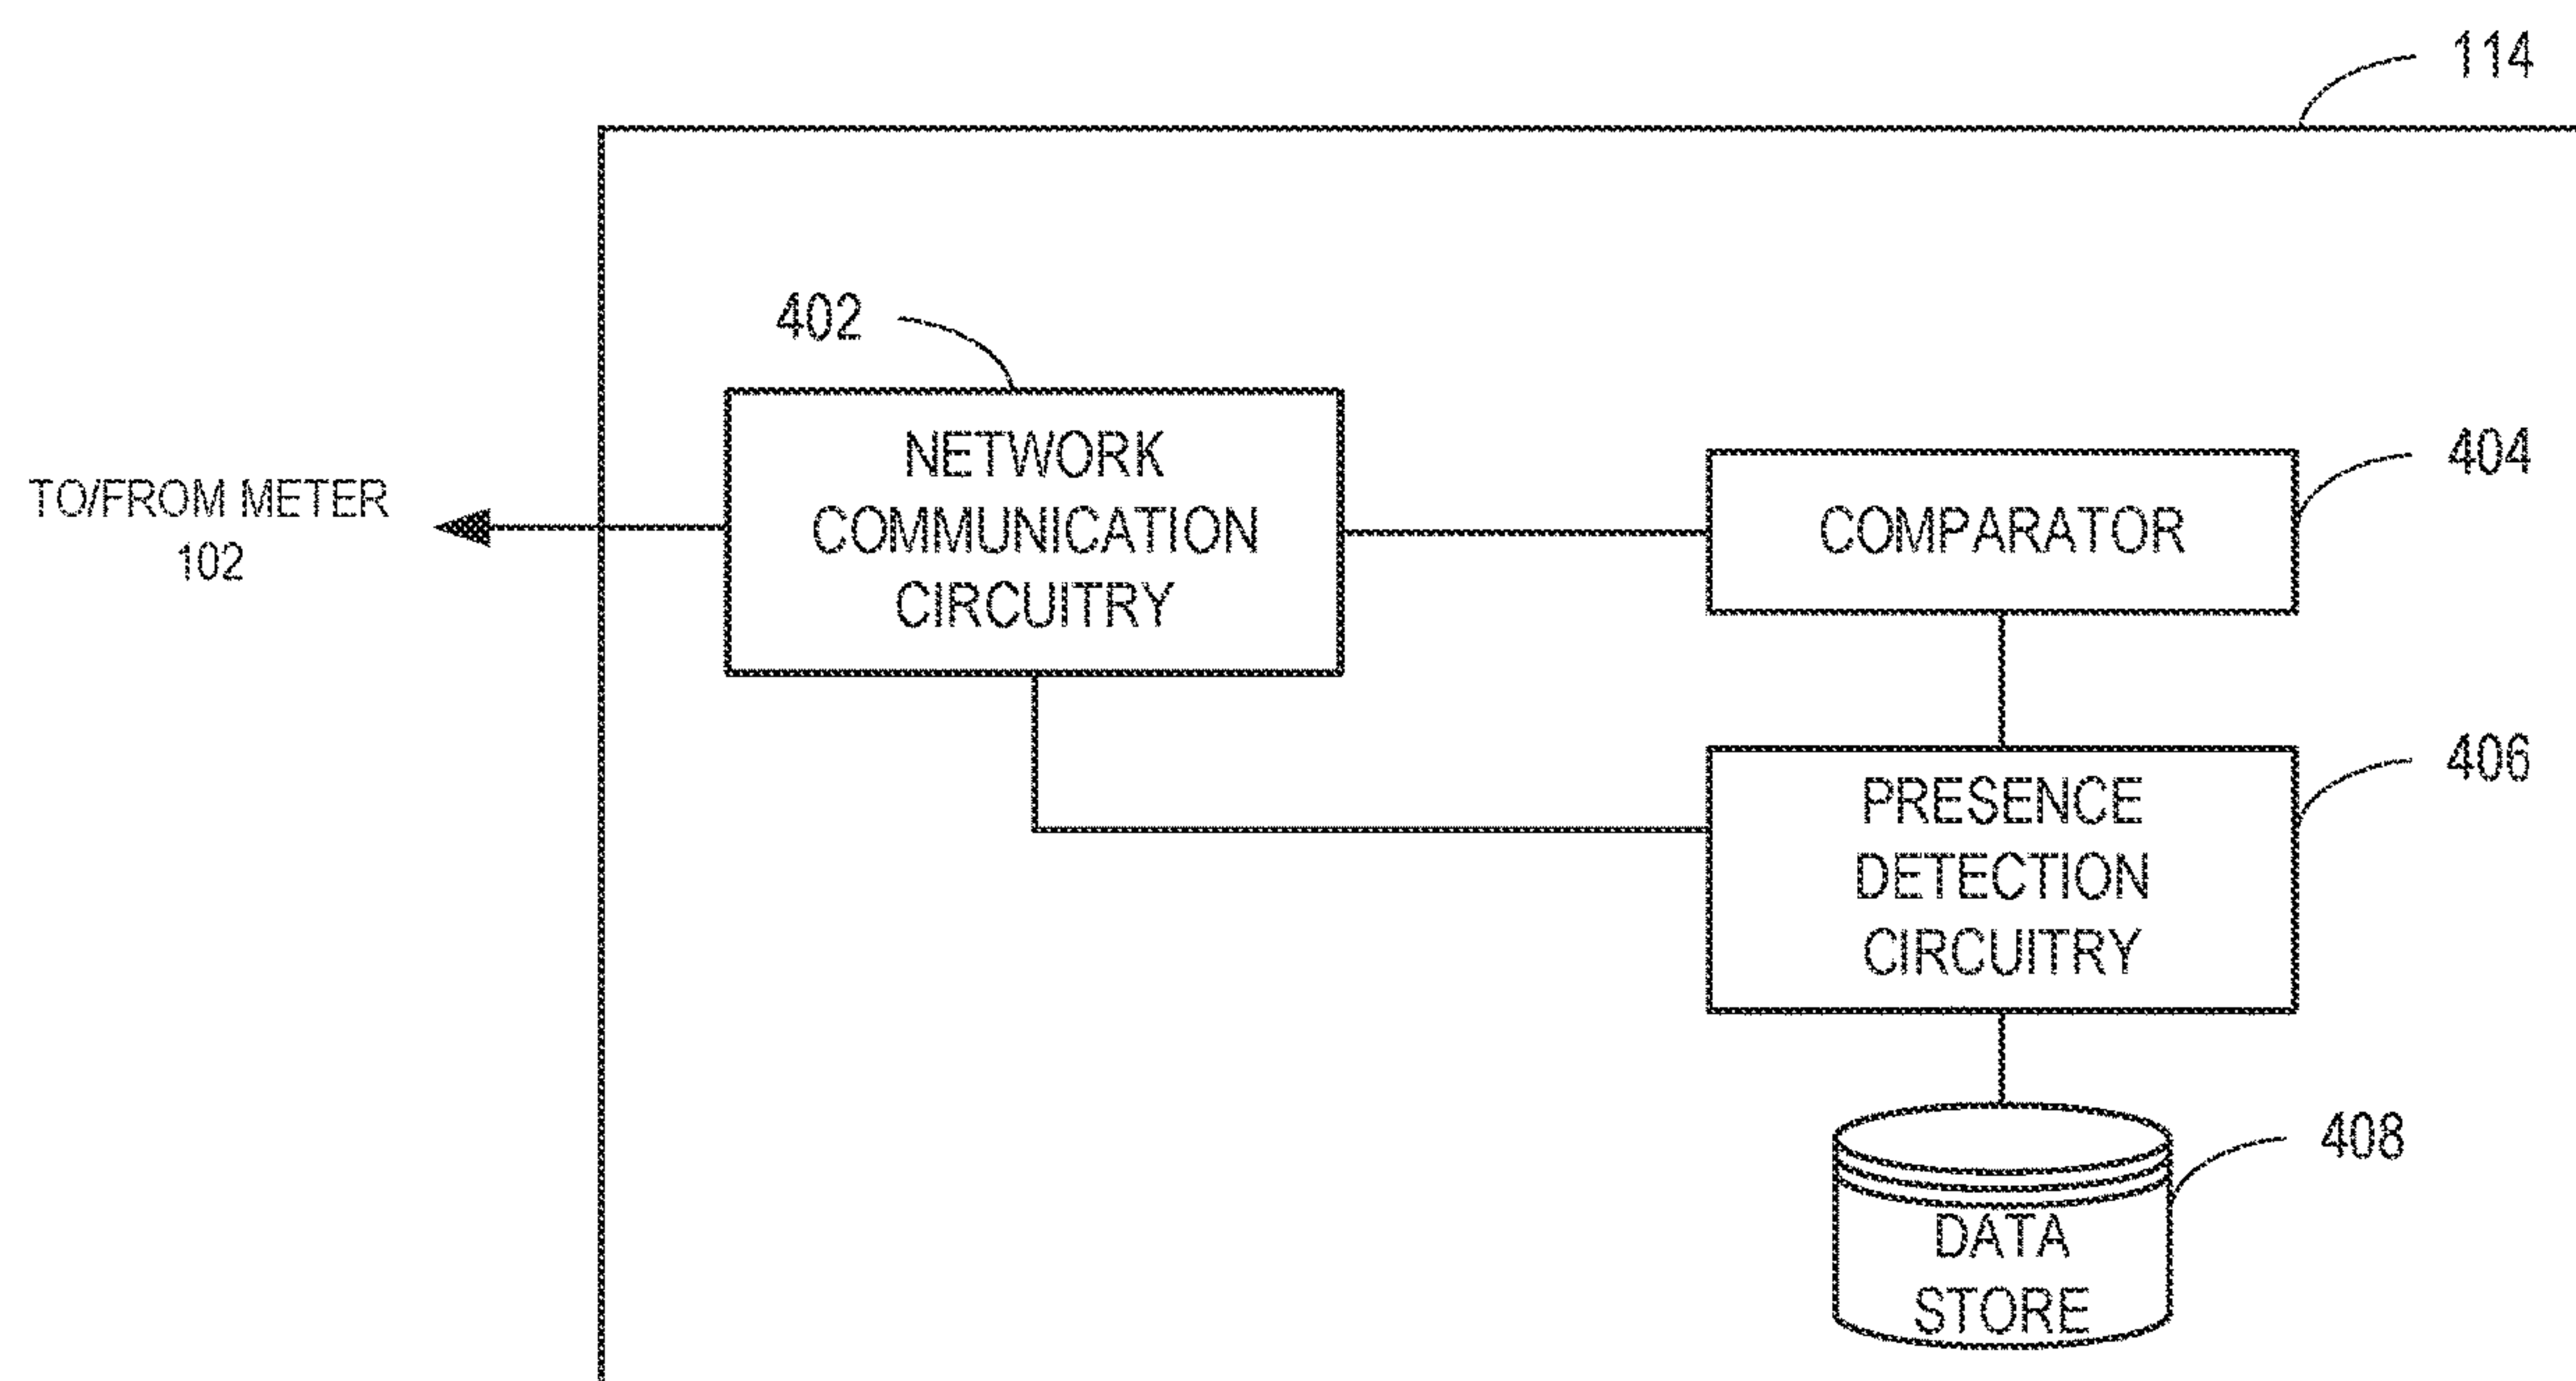 114
402
NETWORK
COMMUNICATION
CIRCUITRY
TO/FROM METER
102
404
COMPARATOR
406
PRESENCE
DETECTION
CIRCUITRY
408
DATA
STORE